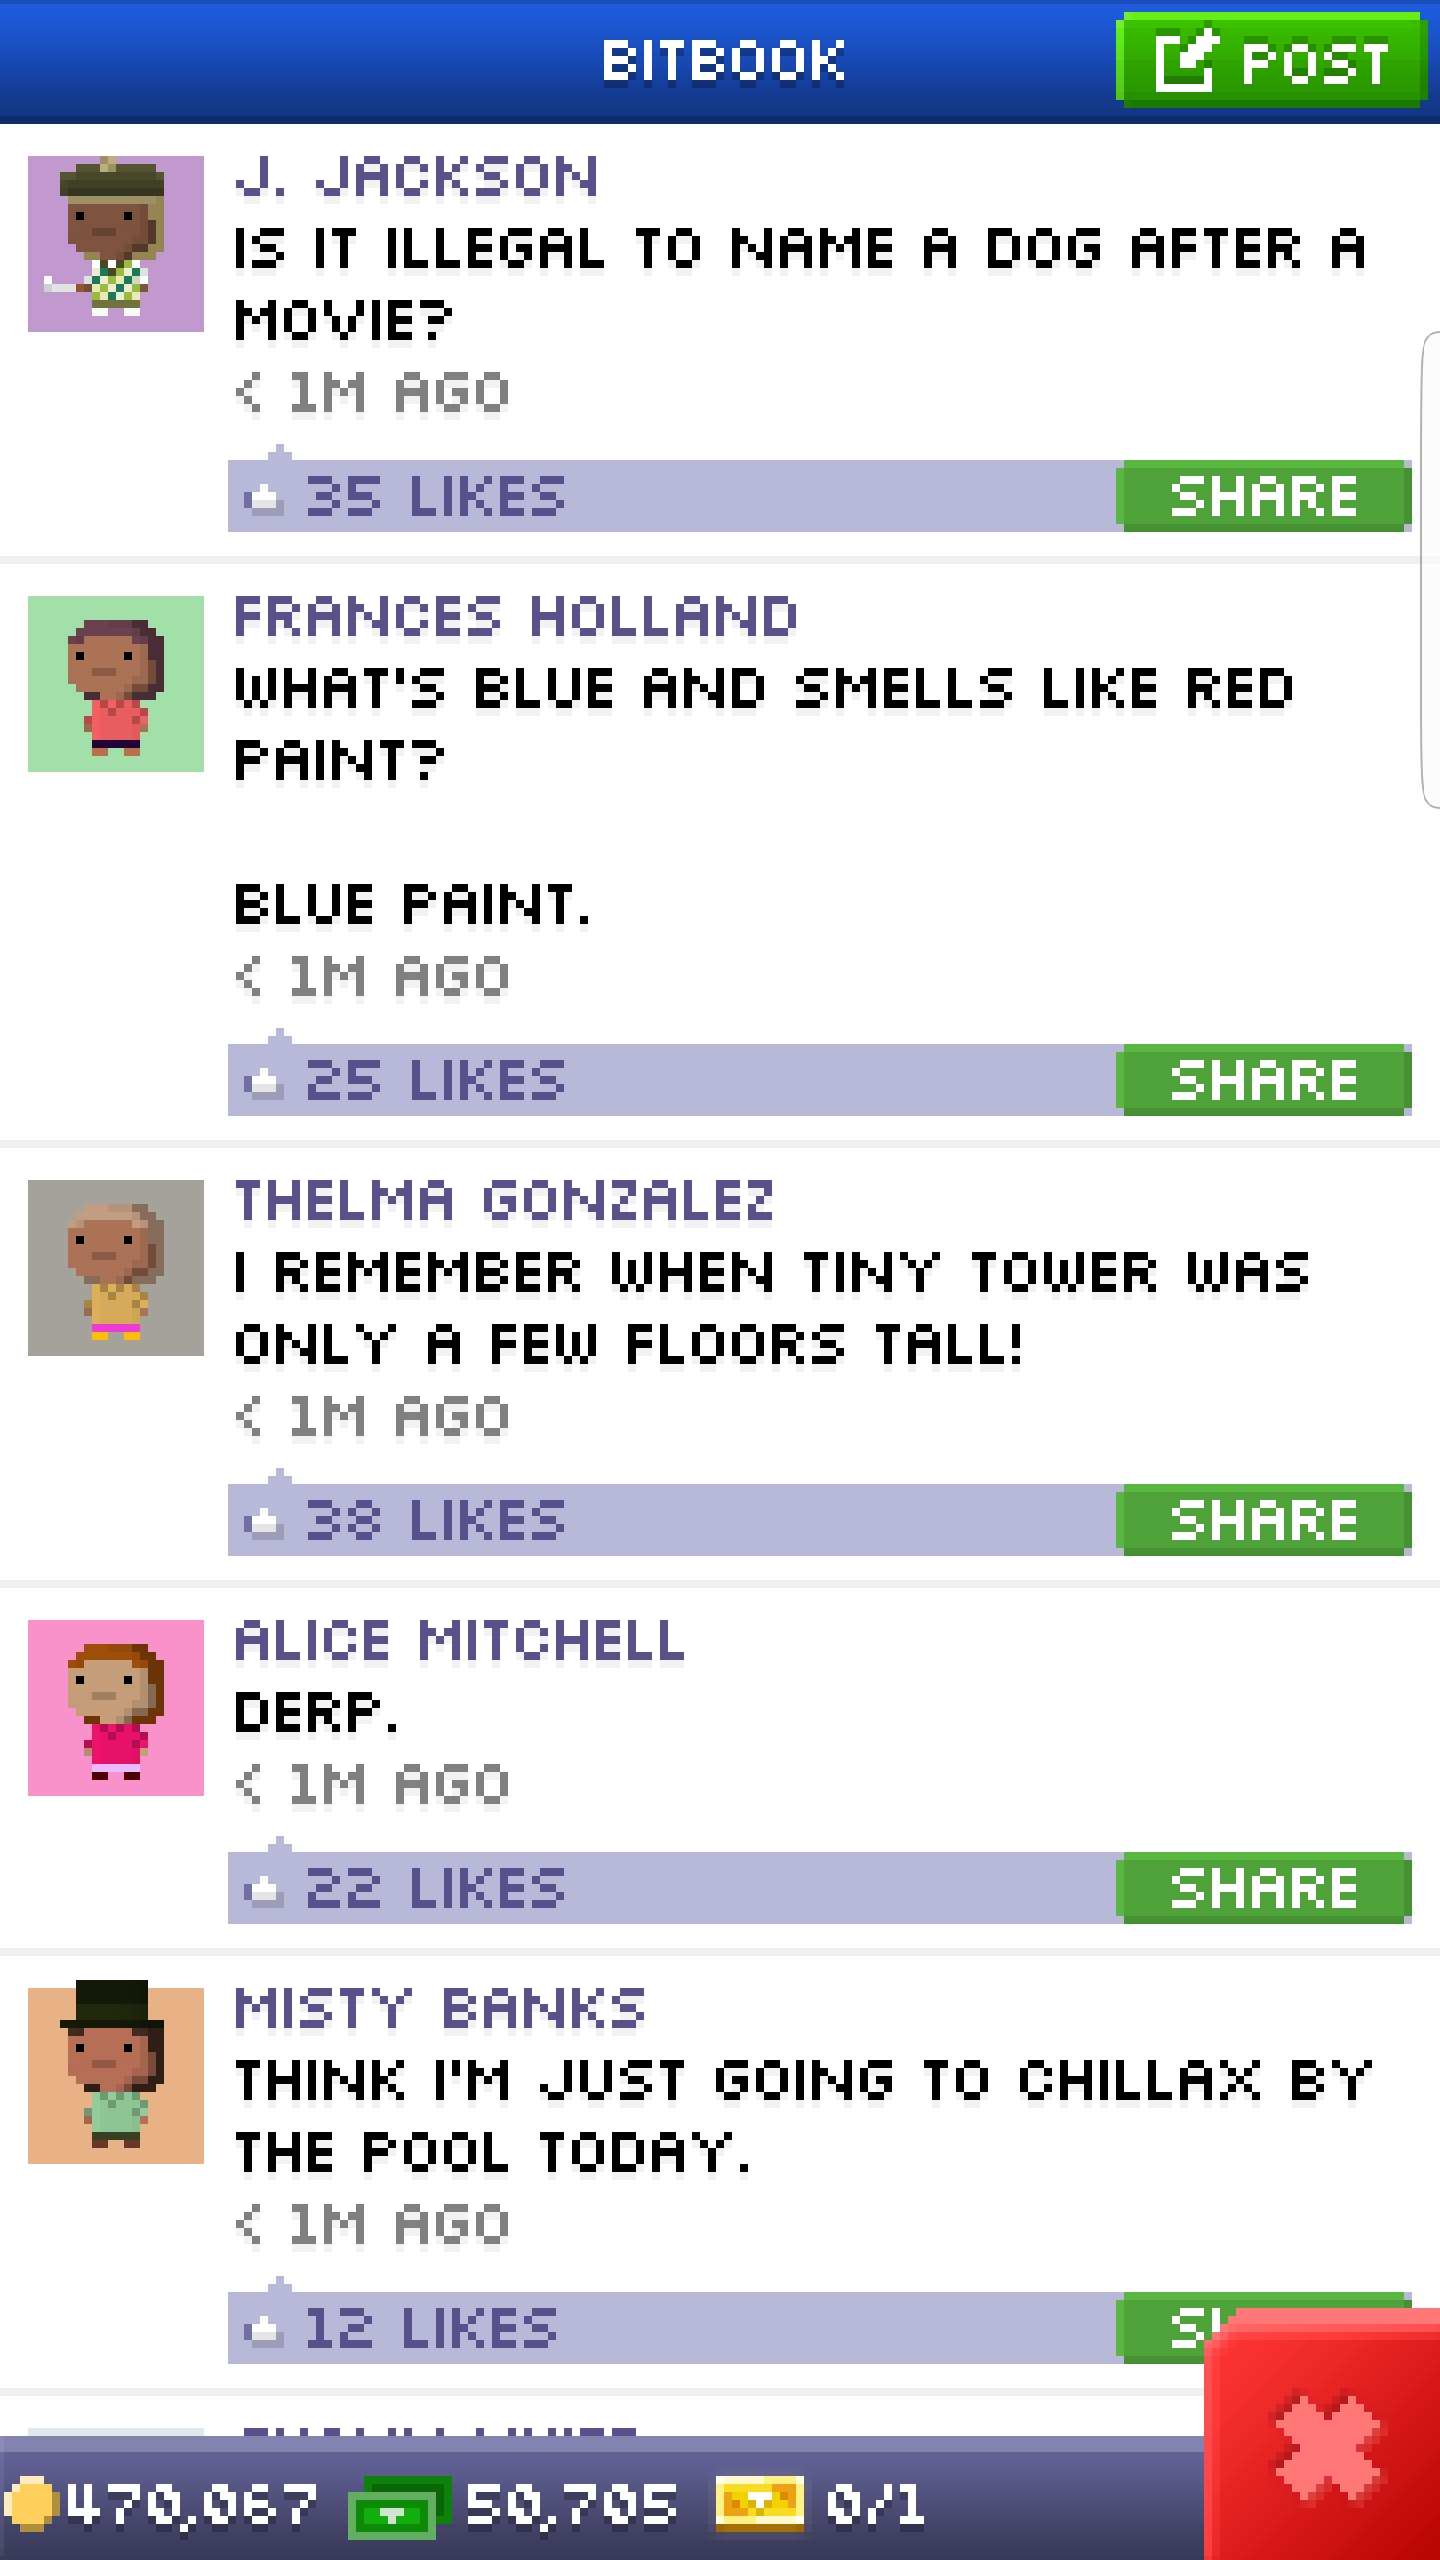 BITBOOK
POST
J. JACKSON
IS IT ILLEGAL TO NAME A DOG AFTER A
MOVIE?
< 1M AGO
35 LIKES
SHARE
FRANCES HOLLAND
WHAT'S BLUE AND SMELLS LIKE RED
PAINT?
BLUE PAINT.
< 1M AGO
25 LIKES
SHARE
THELMA GONZALEZ
I REMEMBER WHEN TINY TOWER WAS
ONLY A FEW FLOORS TALL!
< 1M AGO
38 LIKES
SHARE
ALICE MITCHELL
DERP.
< 1M AGO
22 LIKES
SHARE
MISTY BANKS
THINK I'M JUST GOING TO CHILLAX BY
THE POOL TODAY.
< 1M AGO
12 LIKES
470,067
50,705
0/1